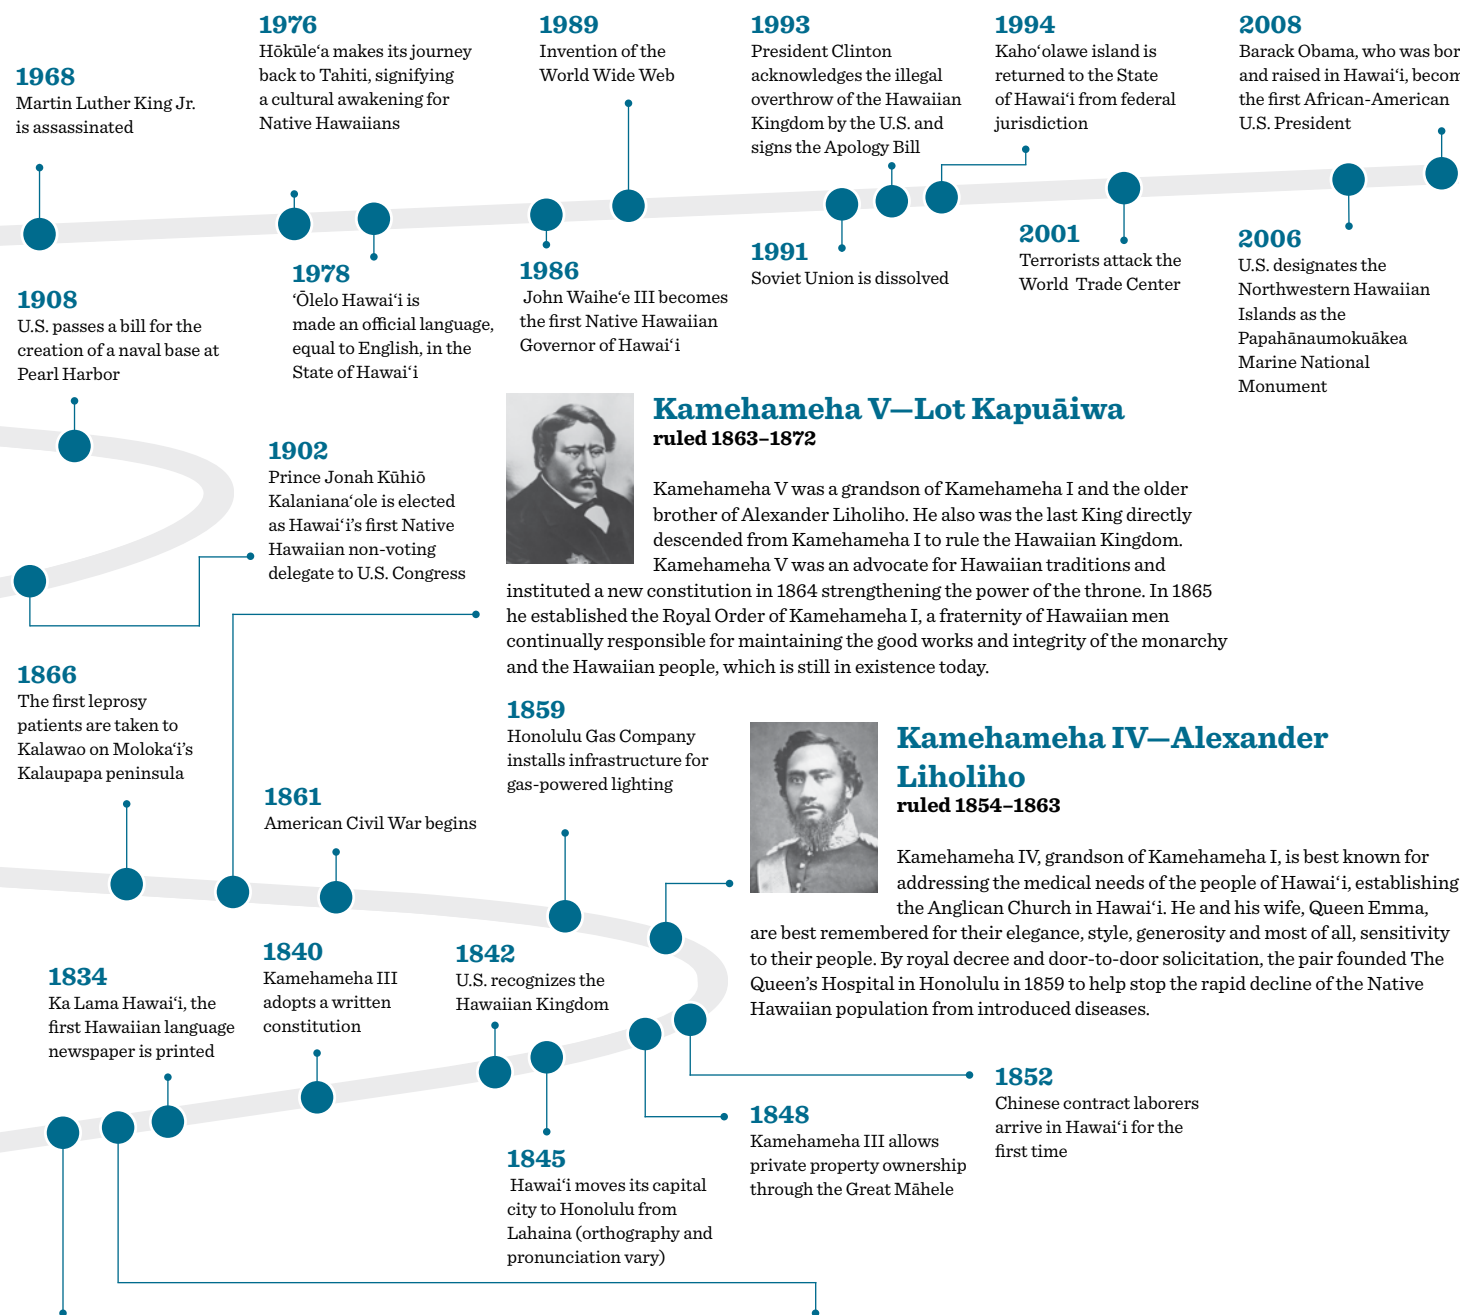 1968
Martin Luther King Jr.
is assassinated
1976
Hōkūleʻa makes its journey
back to Tahiti, signifying
a cultural awakening for
Native Hawaiians
1989
Invention of the
World Wide Web
1993
President Clinton
acknowledges the illegal
overthrow of the Hawaiian
Kingdom by the U.S. and
signs the Apology Bill
1994
Kahoʻolawe island is
returned to the State
of Hawaiʻi from federal
jurisdiction
2008
Barack Obama, who was bor
and raised in Hawaiʻi, becom
the first African-American
U.S. President
1978
ʻŌlelo Hawaiʻi is
made an official language,
equal to English, in the
State of Hawaiʻi
1986
John Waiheʻe III becomes
the first Native Hawaiian
Governor of Hawaiʻi
1991
Soviet Union is dissolved
2001
Terrorists attack the
World Trade Center
2006
U.S. designates the
Northwestern Hawaiian
Islands as the
Papahānaumokuākea
Marine National
Monument
1908
U.S. passes a bill for the
creation of a naval base at
Pearl Harbor
1902
Prince Jonah Kūhiō
Kalanianaʻole is elected
as Hawaiʻi’s first Native
Hawaiian non-voting
delegate to U.S. Congress
Kamehameha V—Lot Kapuāiwa
ruled 1863–1872
Kamehameha V was a grandson of Kamehameha I and the older
brother of Alexander Liholiho. He also was the last King directly
descended from Kamehameha I to rule the Hawaiian Kingdom.
Kamehameha V was an advocate for Hawaiian traditions and
instituted a new constitution in 1864 strengthening the power of the throne. In 1865
he established the Royal Order of Kamehameha I, a fraternity of Hawaiian men
continually responsible for maintaining the good works and integrity of the monarchy
and the Hawaiian people, which is still in existence today.
1866
The first leprosy
patients are taken to
Kalawao on Molokaʻi’s
Kalaupapa peninsula
1861
American Civil War begins
1859
Honolulu Gas Company
installs infrastructure for
gas-powered lighting
Kamehameha IV—Alexander
Liholiho
ruled 1854–1863
Kamehameha IV, grandson of Kamehameha I, is best known for
addressing the medical needs of the people of Hawaiʻi, establishing
the Anglican Church in Hawaiʻi. He and his wife, Queen Emma,
are best remembered for their elegance, style, generosity and most of all, sensitivity
to their people. By royal decree and door-to-door solicitation, the pair founded The
Queen’s Hospital in Honolulu in 1859 to help stop the rapid decline of the Native
Hawaiian population from introduced diseases.
1834
Ka Lama Hawaiʻi, the
first Hawaiian language
newspaper is printed
1840
Kamehameha III
adopts a written
constitution
1842
U.S. recognizes the
Hawaiian Kingdom
1845
Hawaiʻi moves its capital
city to Honolulu from
Lahaina (orthography and
pronunciation vary)
1848
Kamehameha III allows
private property ownership
through the Great Māhele
1852
Chinese contract laborers
arrive in Hawaiʻi for the
first time